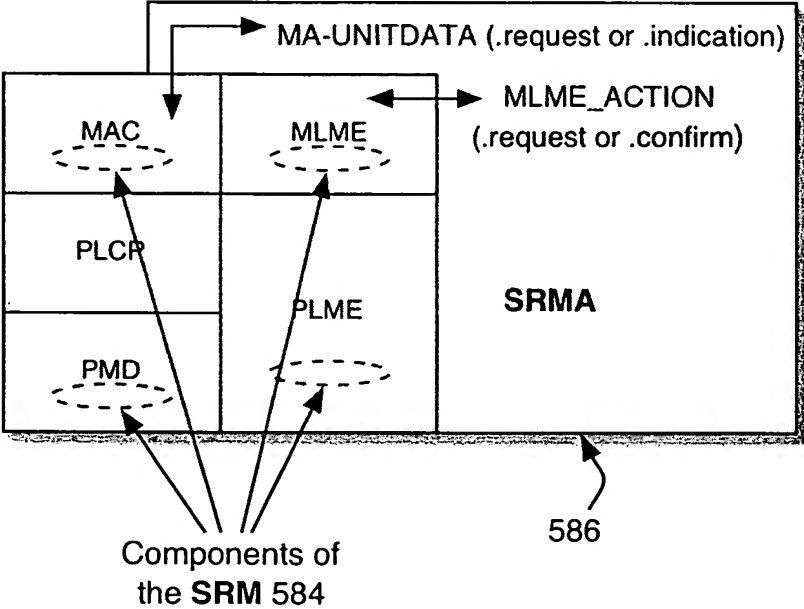 MA-UNITDATA (.request or .indication)
MAC
MLME
MLME_ACTION
(.request or .confirm)
PLCP
PLME
SRMA
PMD
586
Components of
the SRM 584